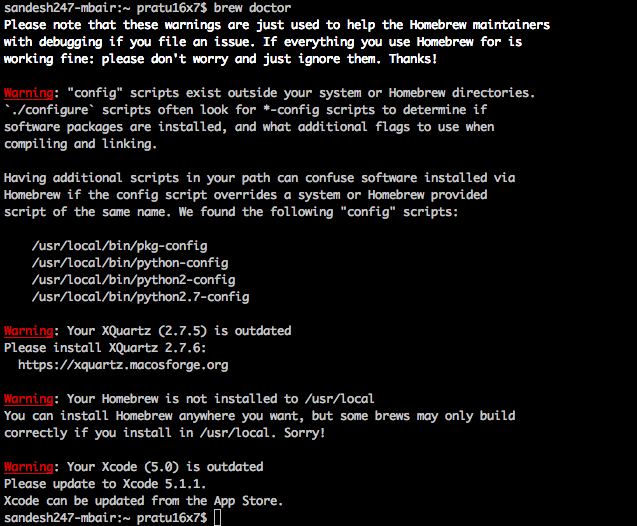 sandesh247-mbair:~ pratu16x7$ brew doctor
Please note that these warnings are just used to help the Homebrew maintainers
with debugging if you file an issue. If everything you use Homebrew for is
working fine: please don't worry and just ignore them. Thanks!
Warning: "config" scripts exist outside your system or Homebrew directories.
`./configure` scripts often look for *-config scripts to determine if
software packages are installed, and what additional flags to use when
compiling and linking.
Having additional scripts in your path can confuse software installed via
Homebrew if the config script overrides a system or Homebrew provided
script of the same name. We found the following "config" scripts:
/usr/local/bin/pkg-config
/usr/local/bin/python-config
/usr/local/bin/python2-config
/usr/local/bin/python2.7-config
Warning: Your XQuartz (2.7.5) is outdated
Please install XQuartz 2.7.6:
https://xquartz.macosforge.org
Warning: Your Homebrew is not installed to /usr/local
You can install Homebrew anywhere you want, but some brews may only build
correctly if you install in /usr/local. Sorry!
Warning: Your Xcode (5.0) is outdated
Please update to Xcode 5.1.1.
Xcode can be updated from the App Store.
sandesh247-mbair:~ pratu16x7$